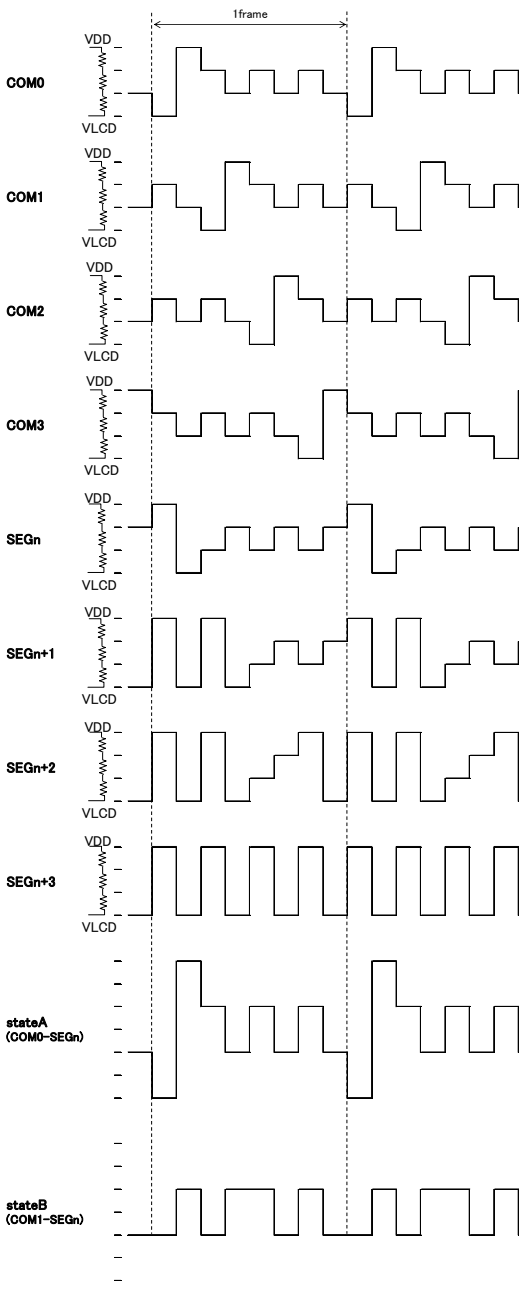 1frame
VDD
COM0
VLCD
VDD
COM1
VLCD
VDD
COM2
VLCD
VDD
COM3
VLCD
VDD
SEGn
VLCD
VDD
SEGn+1
VLCD
VDD
SEGn+2
VLCD
VDD
SEGn+3
VLCD
stateA
(COM0-SEGn)
stateB
(COM1-SEGn)